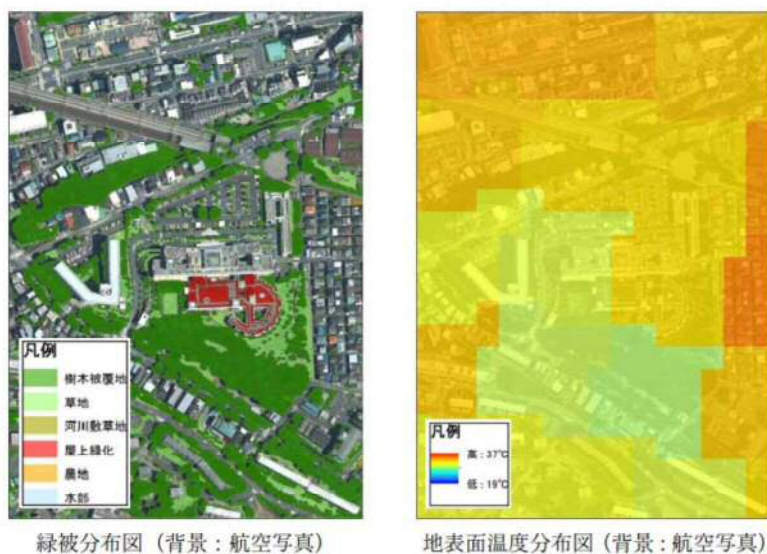 凡例
樹木被覆地
草地
河川敷草地
屋上緑化
農地
水部
緑被分布図（背景：航空写真）
凡例
高：37℃
低：19℃
地表面温度分布図（背景：航空写真）